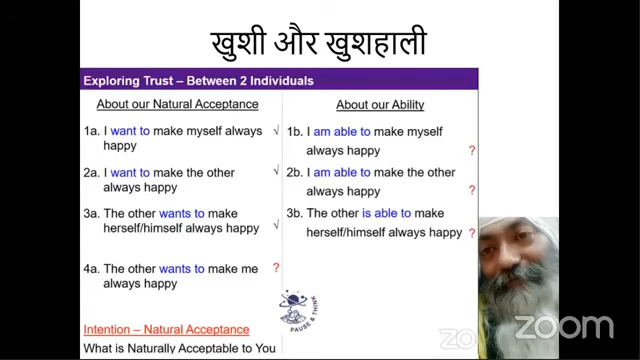 खुशी और खुशहाली
Exploring Trust – Between 2 Individuals
About our Natural Acceptance
1a. I want to make myself always √
happy
2a. I want to make the other √
always happy
3a. The other wants to make
herself/himself always happy √
4a. The other wants to make me ?
always happy
About our Ability
1b. I am able to make myself
always happy ?
2b. I am able to make the other
always happy ?
3b. The other is able to make
herself/himself always happy ?
PAUSE & THINK
Intention – Natural Acceptance
What is Naturally Acceptable to You
zoom